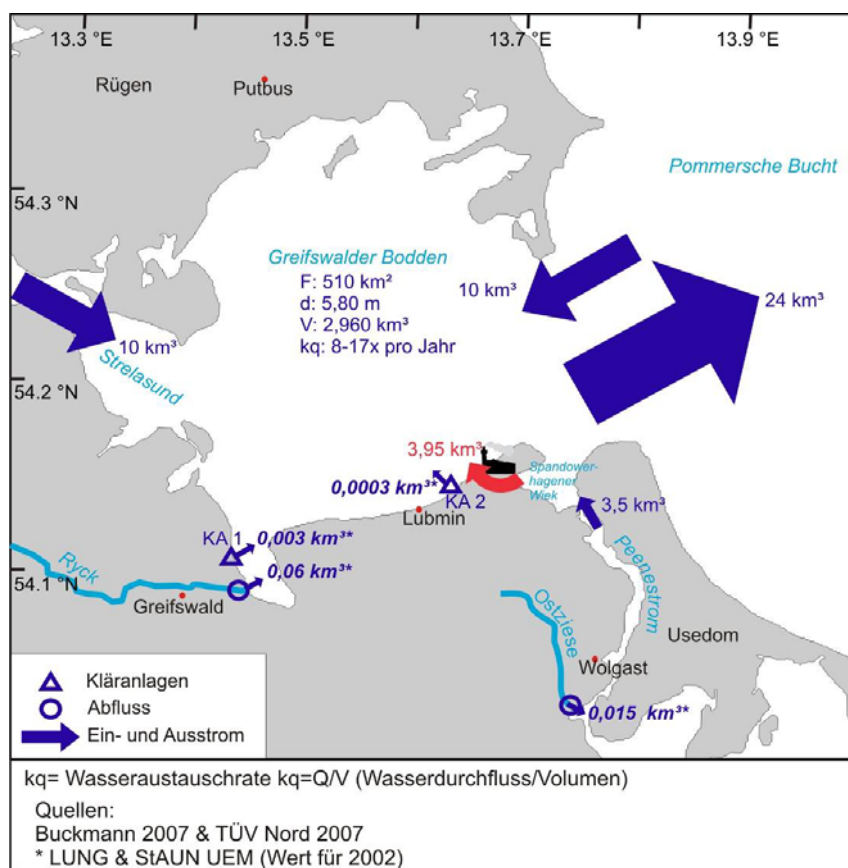 13.3 °E
13.5 °E
13.7 °E
13.9 °E
Rügen
Putbus
Pommersche Bucht
54.3 °N
Greifswalder Bodden
F: 510 km²
d: 5,80 m
V: 2,960 km³
kq: 8-17x pro Jahr
10 km³
24 km³
10 km³
Strelasund
54.2 °N
3,95 km³
Spandower-
hagener
Wiek
0,0003 km³*
KA 2
Lubmin
3,5 km³
KA 1
0,003 km³*
0,06 km³*
Ryck
54.1 °N
Greifswald
Peenestrom
Ostziese
Usedom
Wolgast
0,015 km³*
Kläranlagen
Abfluss
Ein- und Ausstrom
kq= Wasseraustauschrate kq=Q/V (Wasserdurchfluss/Volumen)
Quellen:
Buckmann 2007 & TÜV Nord 2007
* LUNG & StAUN UEM (Wert für 2002)